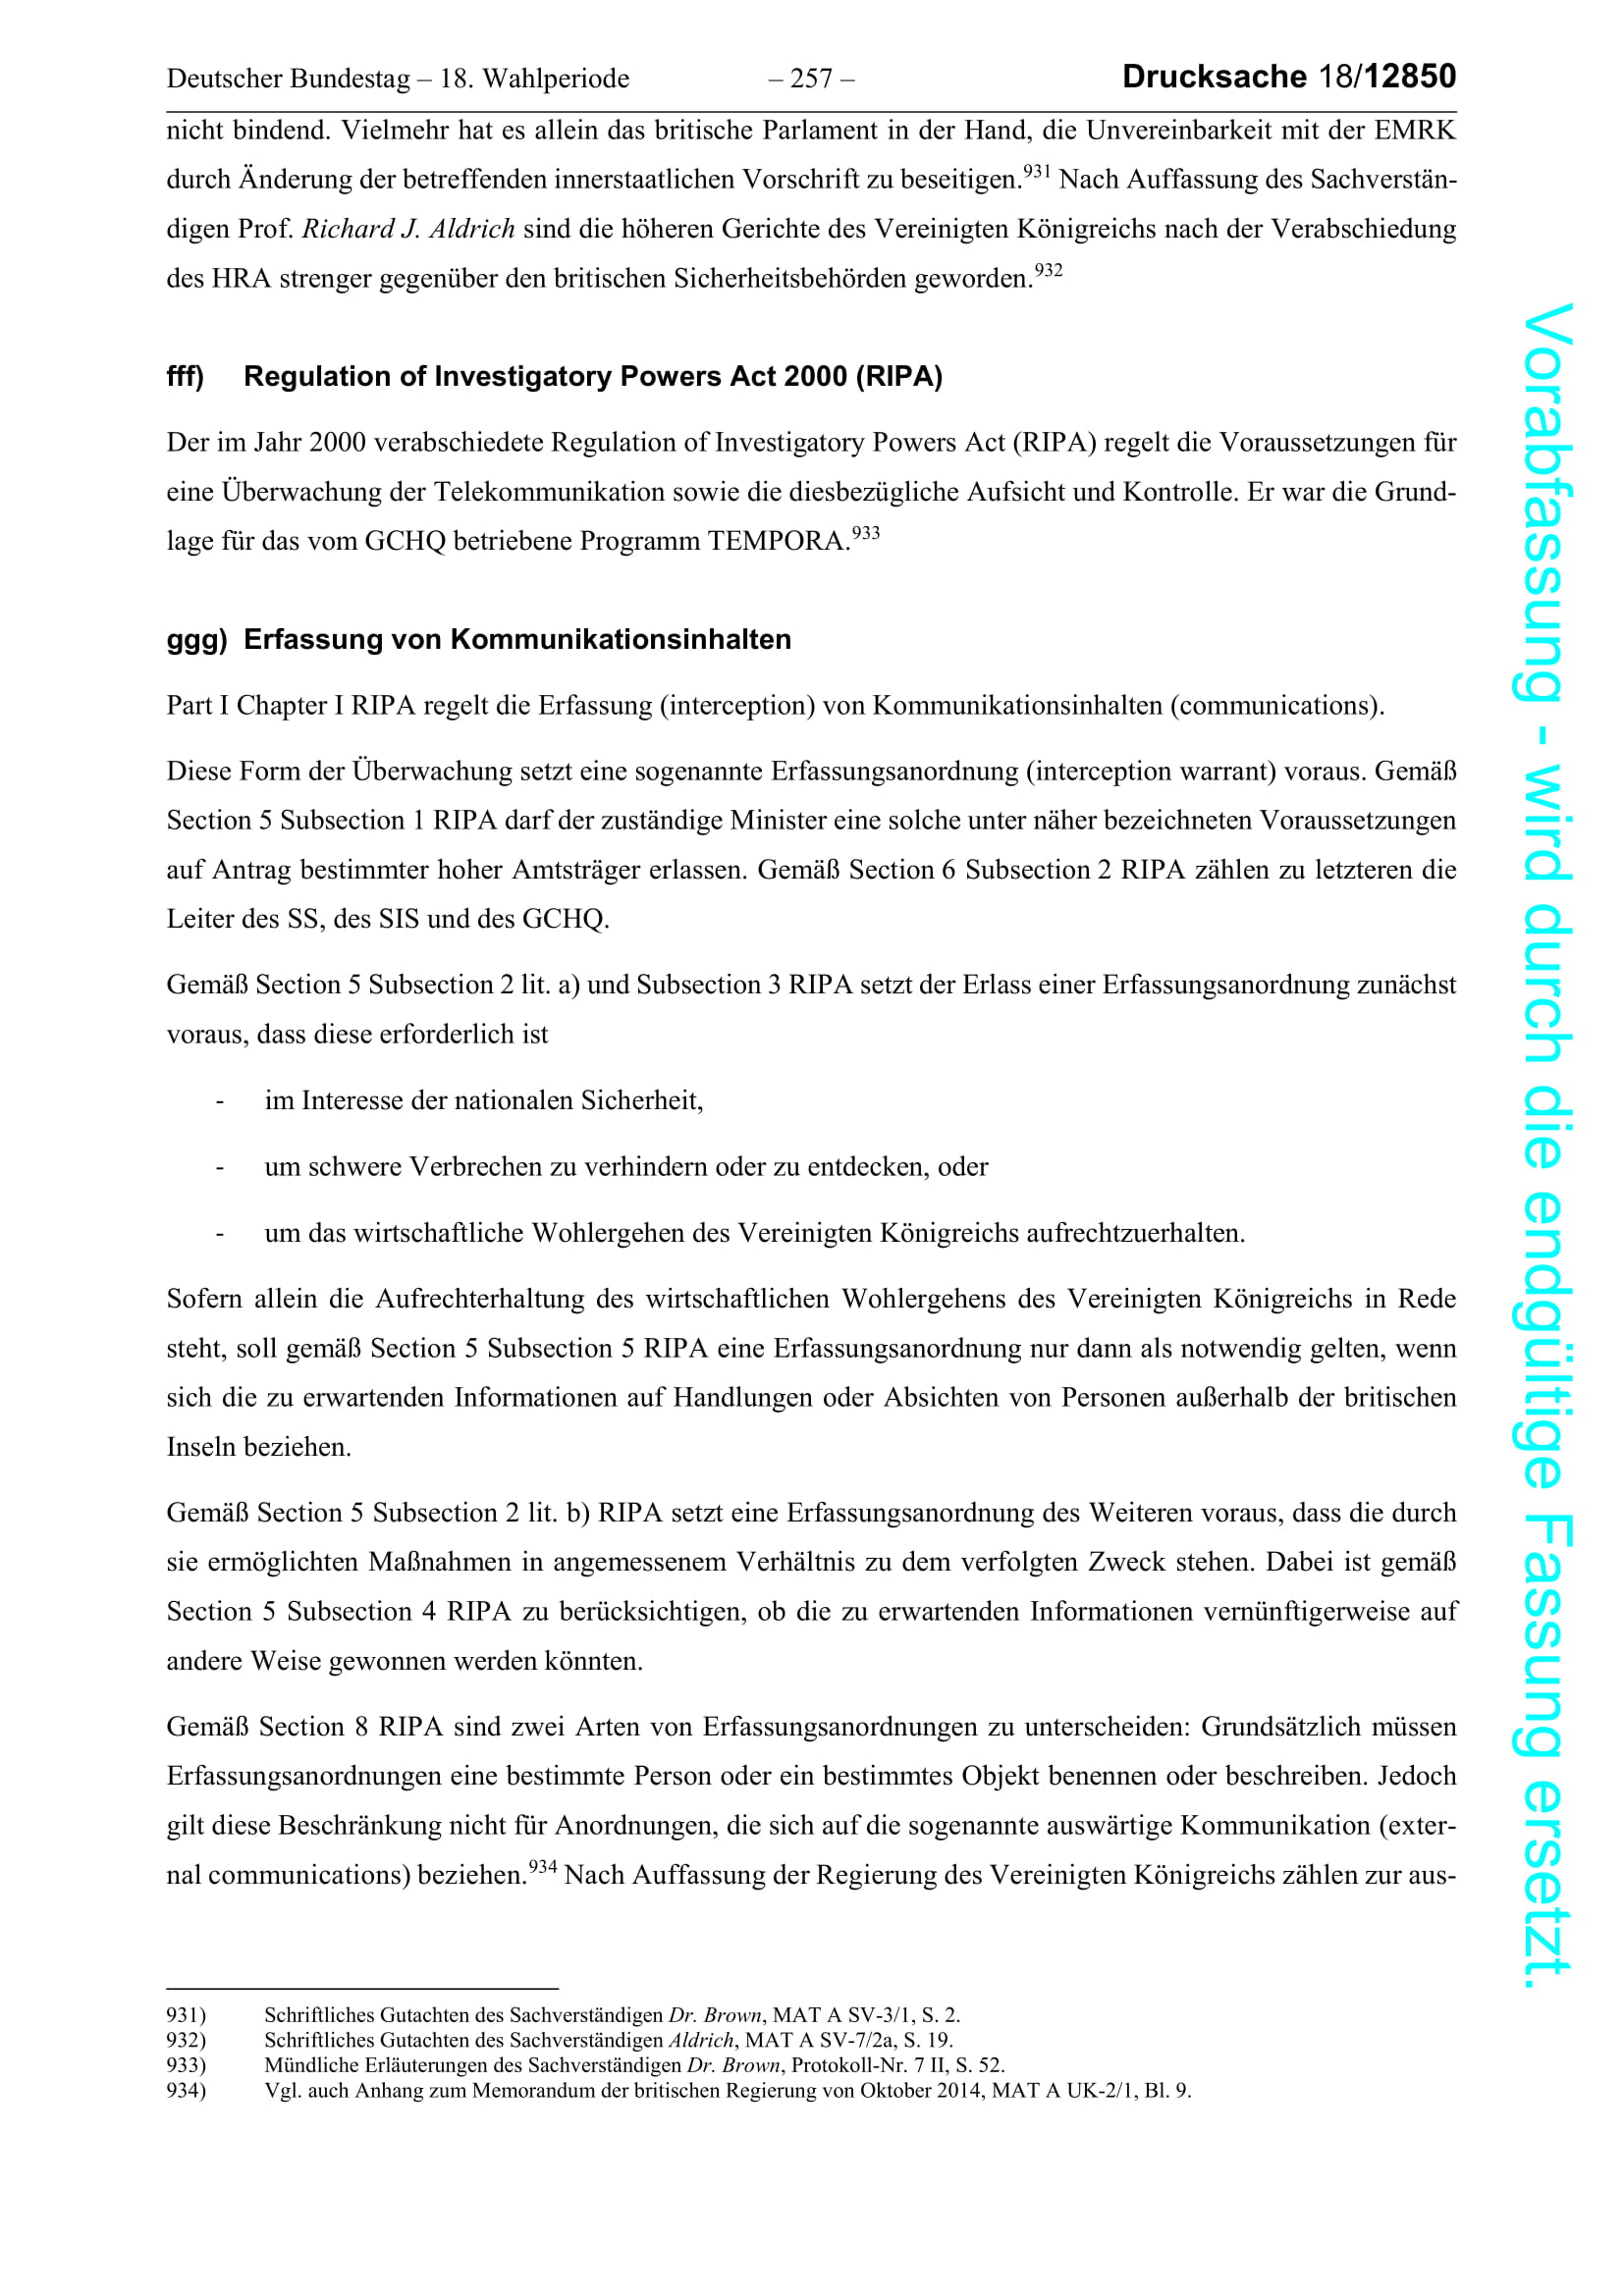 Deutscher Bundestag – 18. Wahlperiode – 257 – Drucksache 18/12850
nicht bindend. Vielmehr hat es allein das britische Parlament in der Hand, die Unvereinbarkeit mit der EMRK
durch Änderung der betreffenden innerstaatlichen Vorschrift zu beseitigen.931 Nach Auffassung des Sachverstän-
digen Prof. Richard J. Aldrich sind die höheren Gerichte des Vereinigten Königreichs nach der Verabschiedung
des HRA strenger gegenüber den britischen Sicherheitsbehörden geworden.932
fff) Regulation of Investigatory Powers Act 2000 (RIPA)
Der im Jahr 2000 verabschiedete Regulation of Investigatory Powers Act (RIPA) regelt die Voraussetzungen für
eine Überwachung der Telekommunikation sowie die diesbezügliche Aufsicht und Kontrolle. Er war die Grund-
lage für das vom GCHQ betriebene Programm TEMPORA.933
ggg) Erfassung von Kommunikationsinhalten
Part I Chapter I RIPA regelt die Erfassung (interception) von Kommunikationsinhalten (communications).
Diese Form der Überwachung setzt eine sogenannte Erfassungsanordnung (interception warrant) voraus. Gemäß
Section 5 Subsection 1 RIPA darf der zuständige Minister eine solche unter näher bezeichneten Voraussetzungen
auf Antrag bestimmter hoher Amtsträger erlassen. Gemäß Section 6 Subsection 2 RIPA zählen zu letzteren die
Leiter des SS, des SIS und des GCHQ.
Gemäß Section 5 Subsection 2 lit. a) und Subsection 3 RIPA setzt der Erlass einer Erfassungsanordnung zunächst
voraus, dass diese erforderlich ist
- im Interesse der nationalen Sicherheit,
- um schwere Verbrechen zu verhindern oder zu entdecken, oder
- um das wirtschaftliche Wohlergehen des Vereinigten Königreichs aufrechtzuerhalten.
Sofern allein die Aufrechterhaltung des wirtschaftlichen Wohlergehens des Vereinigten Königreichs in Rede
steht, soll gemäß Section 5 Subsection 5 RIPA eine Erfassungsanordnung nur dann als notwendig gelten, wenn
sich die zu erwartenden Informationen auf Handlungen oder Absichten von Personen außerhalb der britischen
Inseln beziehen.
Gemäß Section 5 Subsection 2 lit. b) RIPA setzt eine Erfassungsanordnung des Weiteren voraus, dass die durch
sie ermöglichten Maßnahmen in angemessenem Verhältnis zu dem verfolgten Zweck stehen. Dabei ist gemäß
Section 5 Subsection 4 RIPA zu berücksichtigen, ob die zu erwartenden Informationen vernünftigerweise auf
andere Weise gewonnen werden könnten.
Gemäß Section 8 RIPA sind zwei Arten von Erfassungsanordnungen zu unterscheiden: Grundsätzlich müssen
Erfassungsanordnungen eine bestimmte Person oder ein bestimmtes Objekt benennen oder beschreiben. Jedoch
gilt diese Beschränkung nicht für Anordnungen, die sich auf die sogenannte auswärtige Kommunikation (exter-
nal communications) beziehen.934 Nach Auffassung der Regierung des Vereinigten Königreichs zählen zur aus-
931) Schriftliches Gutachten des Sachverständigen Dr. Brown, MAT A SV-3/1, S. 2.
932) Schriftliches Gutachten des Sachverständigen Aldrich, MAT A SV-7/2a, S. 19.
933) Mündliche Erläuterungen des Sachverständigen Dr. Brown, Protokoll-Nr. 7 II, S. 52.
934) Vgl. auch Anhang zum Memorandum der britischen Regierung von Oktober 2014, MAT A UK-2/1, Bl. 9.
Vorabfassung - wird durch die endgültige Fassung ersetzt.